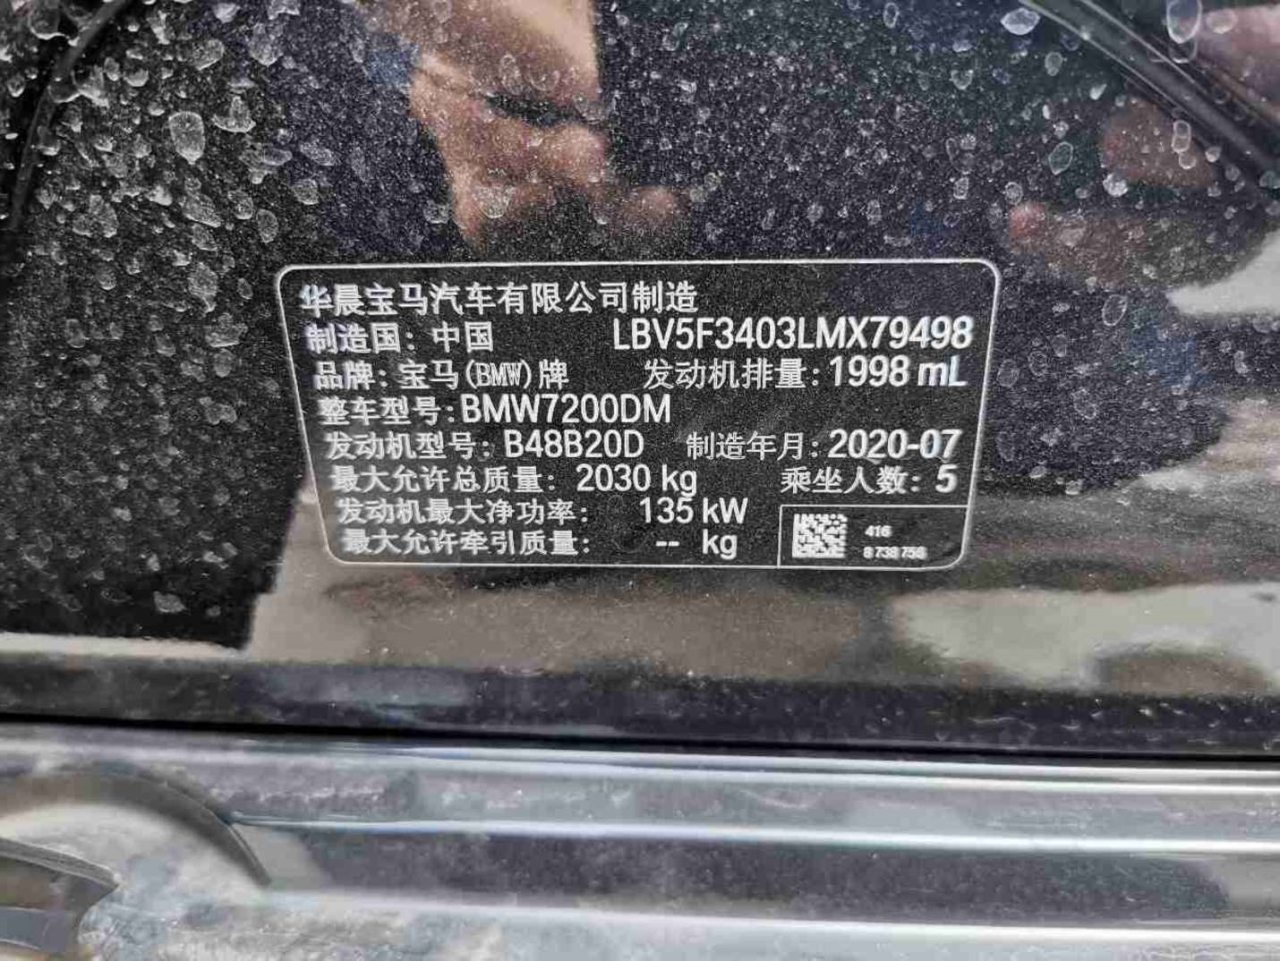 华晨宝马汽车有限公司制造
制造国: 中国 LBV5F3403LMX79498
品牌: 宝马(BMW)牌 发动机排量: 1998 mL
整车型号: BMW7200DM
发动机型号: B48B20D 制造年月: 2020-07
最大允许总质量: 2030 kg 乘坐人数: 5
发动机最大净功率: 135 kW
最大允许牵引质量: -- kg
416
8 738 756